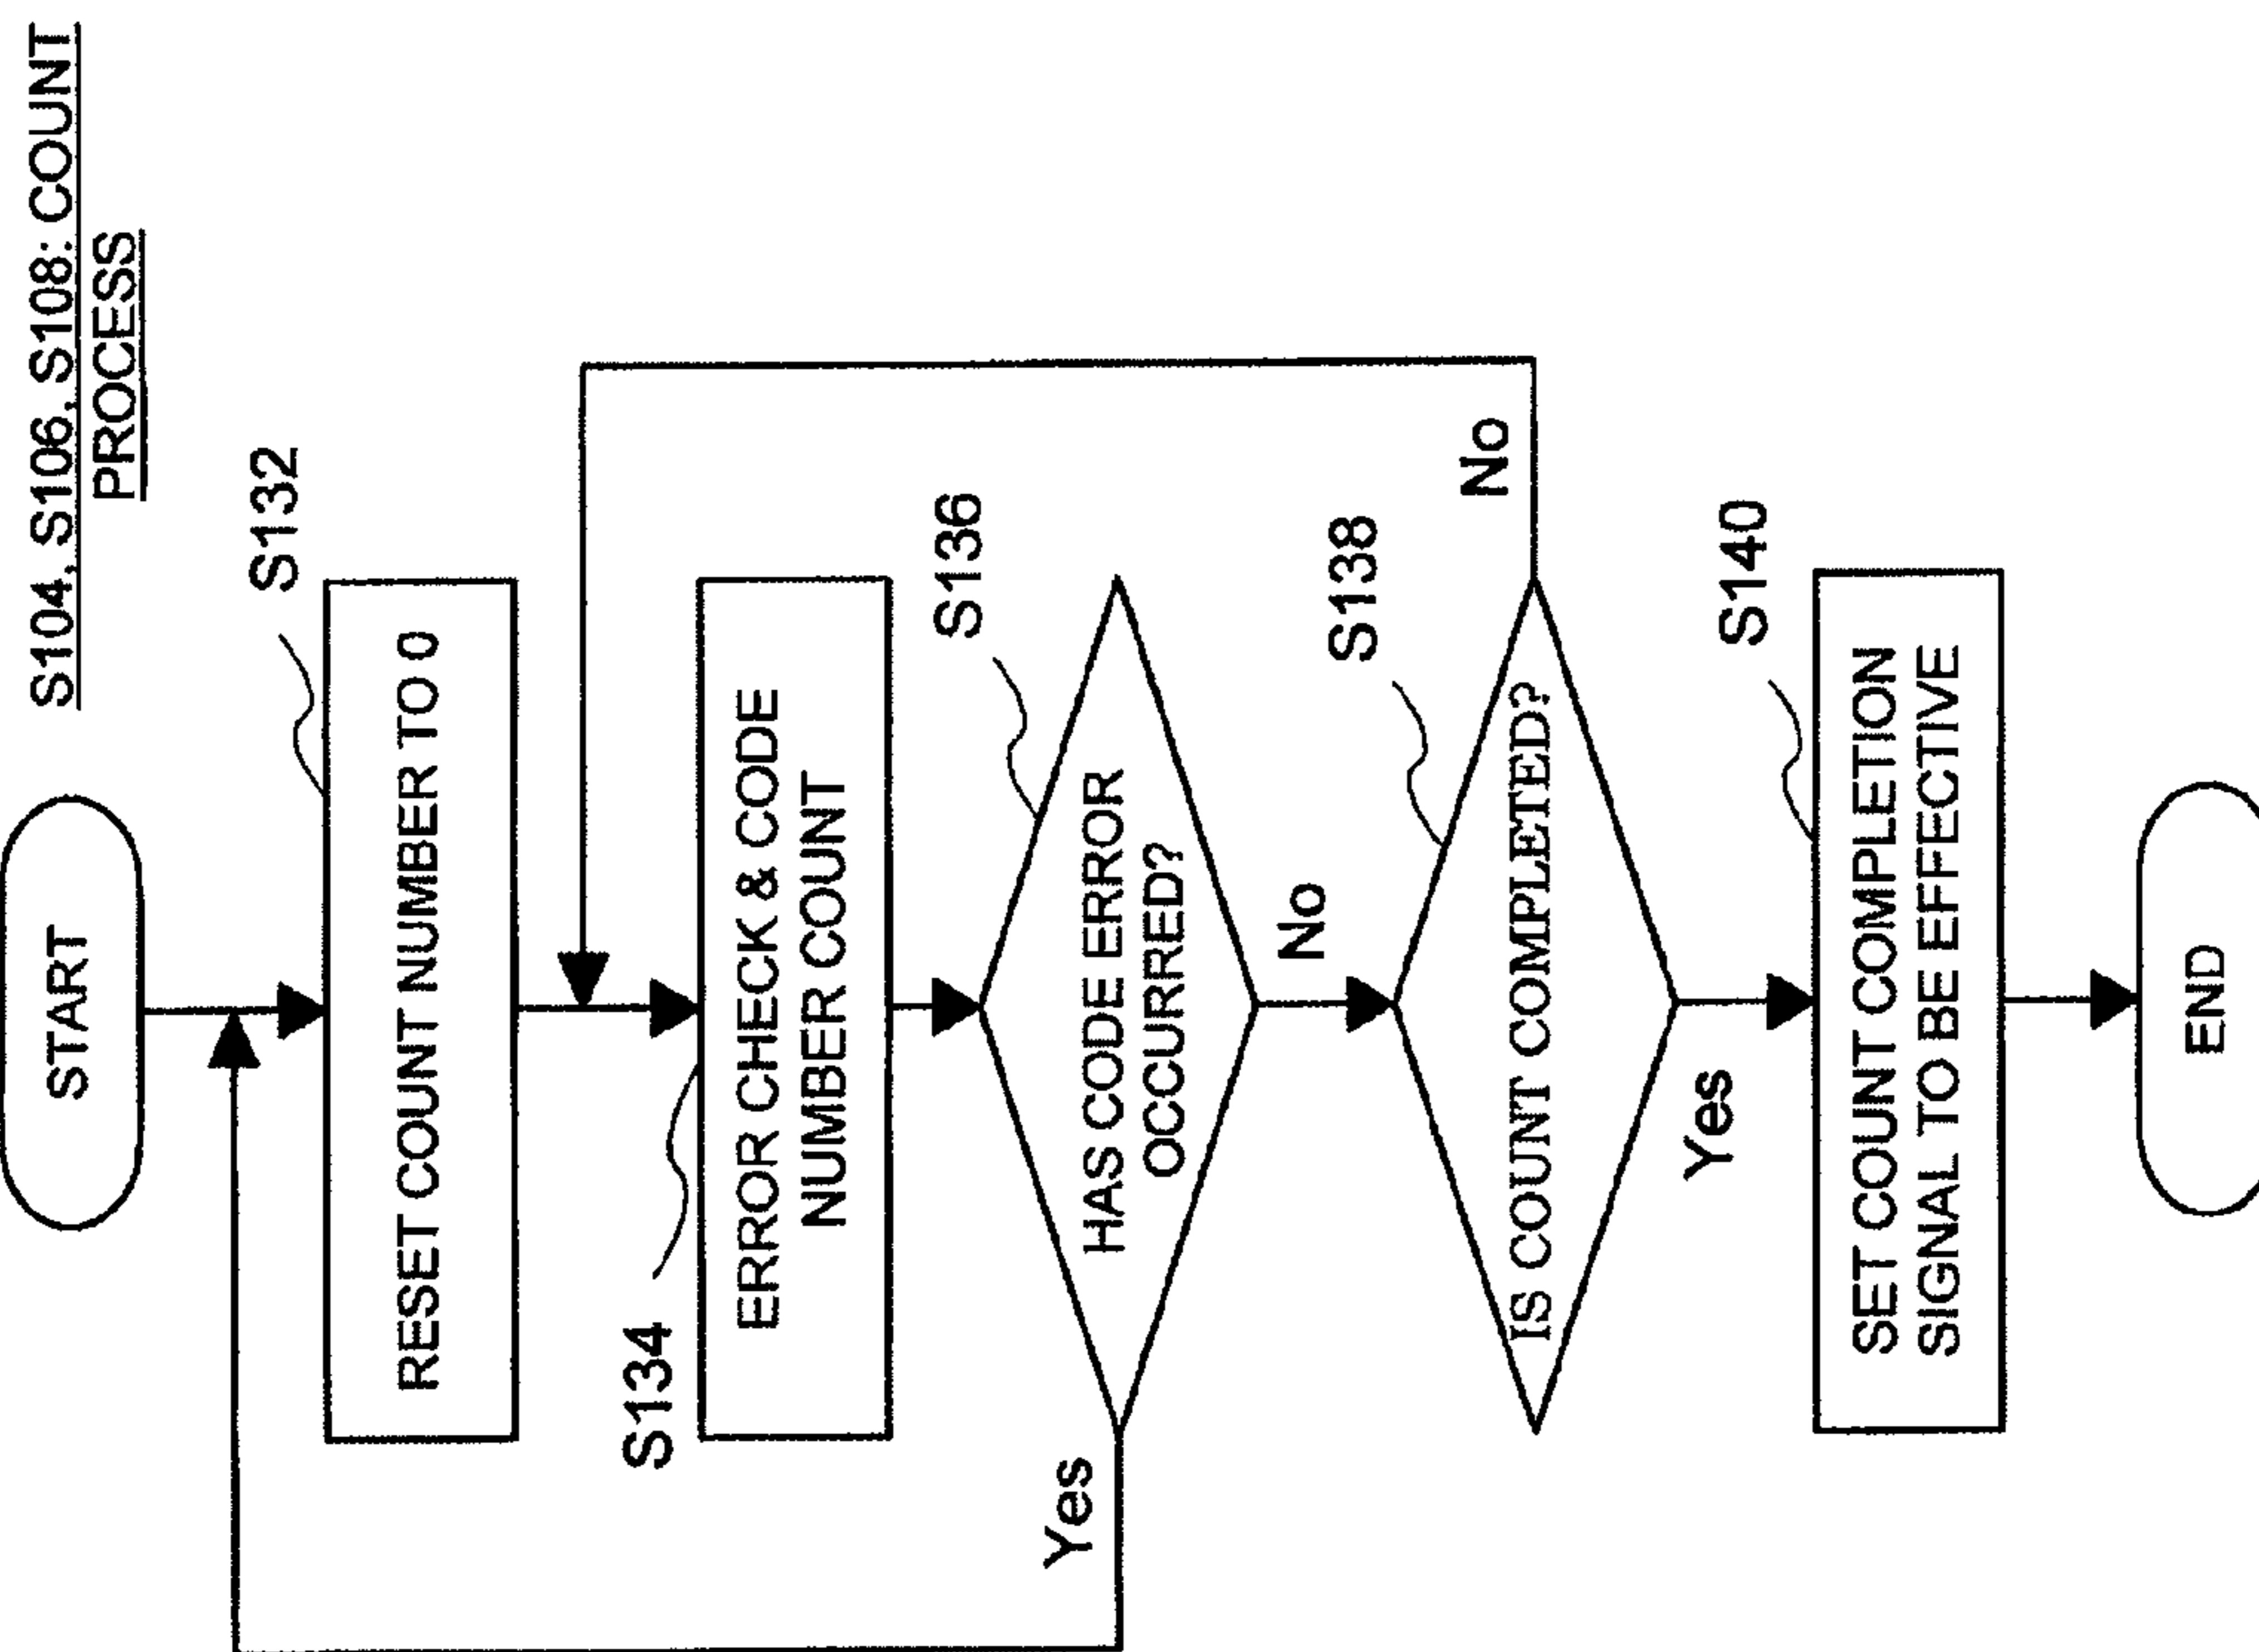 S104, S106, S108: COUNT
PROCESS
START
S132
RESET COUNT NUMBER TO 0
S134
ERROR CHECK & CODE
NUMBER COUNT
S136
HAS CODE ERROR
OCCURRED?
Yes
No
S138
IS COUNT COMPLETED?
No
Yes
S140
SET COUNT COMPLETION
SIGNAL TO BE EFFECTIVE
END